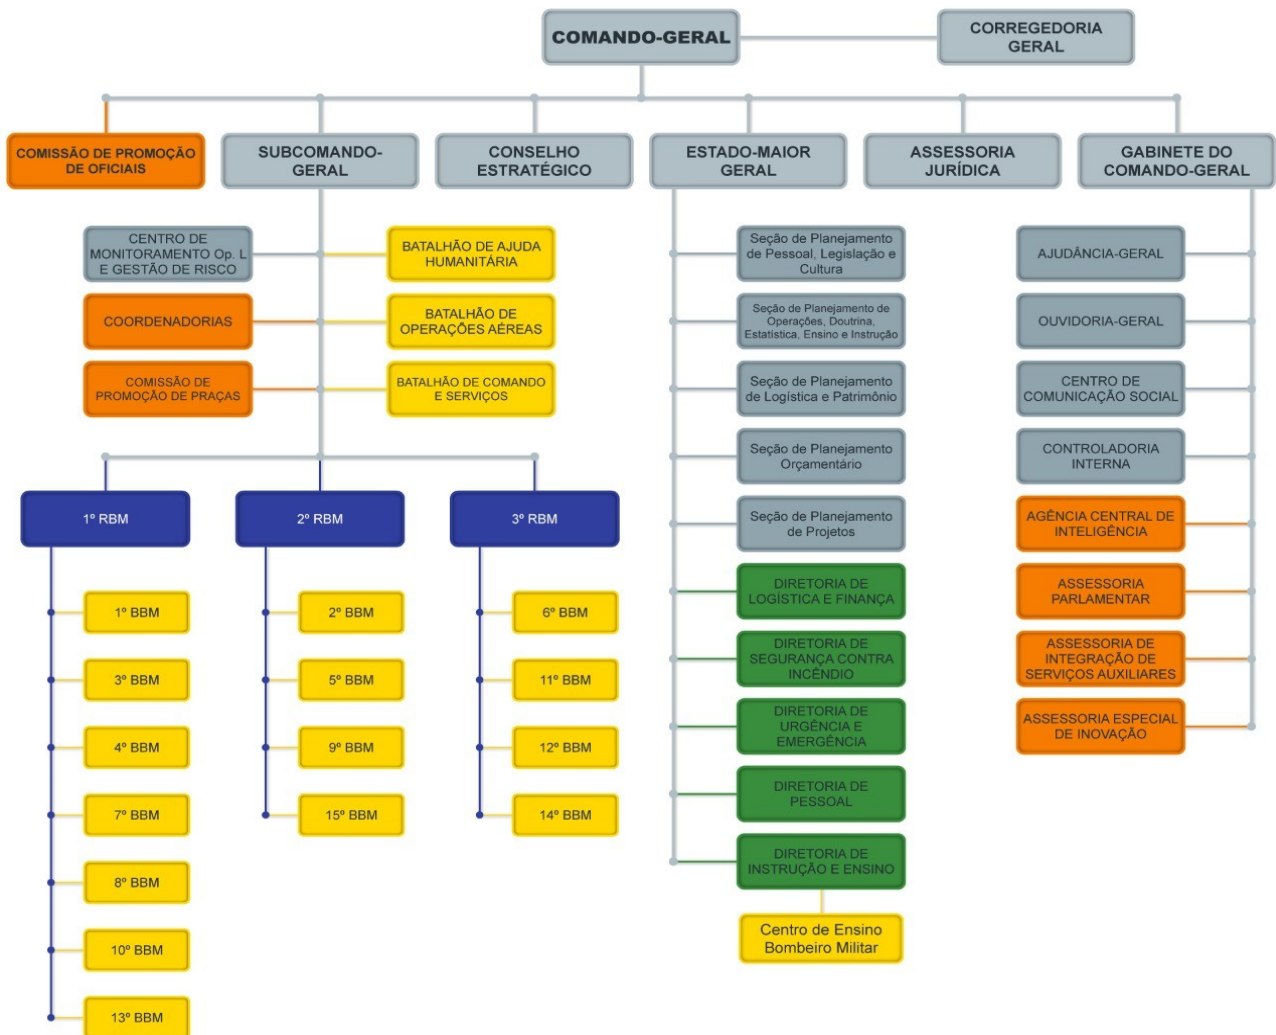 COMANDO-GERAL
CORREGEDORIA
GERAL
COMISSÃO DE PROMOÇÃO
DE OFICIAIS
SUBCOMANDO-
GERAL
CONSELHO
ESTRATÉGICO
ESTADO-MAIOR
GERAL
ASSESSORIA
JURÍDICA
GABINETE DO
COMANDO-GERAL
CENTRO DE
MONITORAMENTO Op. L
E GESTÃO DE RISCO
COORDENADORIAS
COMISSÃO DE
PROMOÇÃO DE PRAÇAS
BATALHÃO DE AJUDA
HUMANITÁRIA
BATALHÃO DE
OPERAÇÕES AÉREAS
BATALHÃO DE COMANDO
E SERVIÇOS
1º RBM
1º BBM
3º BBM
4º BBM
7º BBM
8º BBM
10º BBM
13º BBM
2º RBM
2º BBM
5º BBM
9º BBM
15º BBM
3º RBM
6º BBM
11º BBM
12º BBM
14º BBM
Seção de Planejamento
de Pessoal, Legislação e
Cultura
Seção de Planejamento de
Operações, Doutrina,
Estatística, Ensino e Instrução
Seção de Planejamento
de Logística e Patrimônio
Seção de Planejamento
Orçamentário
Seção de Planejamento
de Projetos
DIRETORIA DE
LOGÍSTICA E FINANÇA
DIRETORIA DE
SEGURANÇA CONTRA
INCÊNDIO
DIRETORIA DE
URGÊNCIA E
EMERGÊNCIA
DIRETORIA DE
PESSOAL
DIRETORIA DE
INSTRUÇÃO E ENSINO
Centro de Ensino
Bombeiro Militar
AJUDÂNCIA-GERAL
OUVIDORIA-GERAL
CENTRO DE
COMUNICAÇÃO SOCIAL
CONTROLADORIA
INTERNA
AGÊNCIA CENTRAL DE
INTELIGÊNCIA
ASSESSORIA
PARLAMENTAR
ASSESSORIA DE
INTEGRAÇÃO DE
SERVIÇOS AUXILIARES
ASSESSORIA ESPECIAL
DE INOVAÇÃO